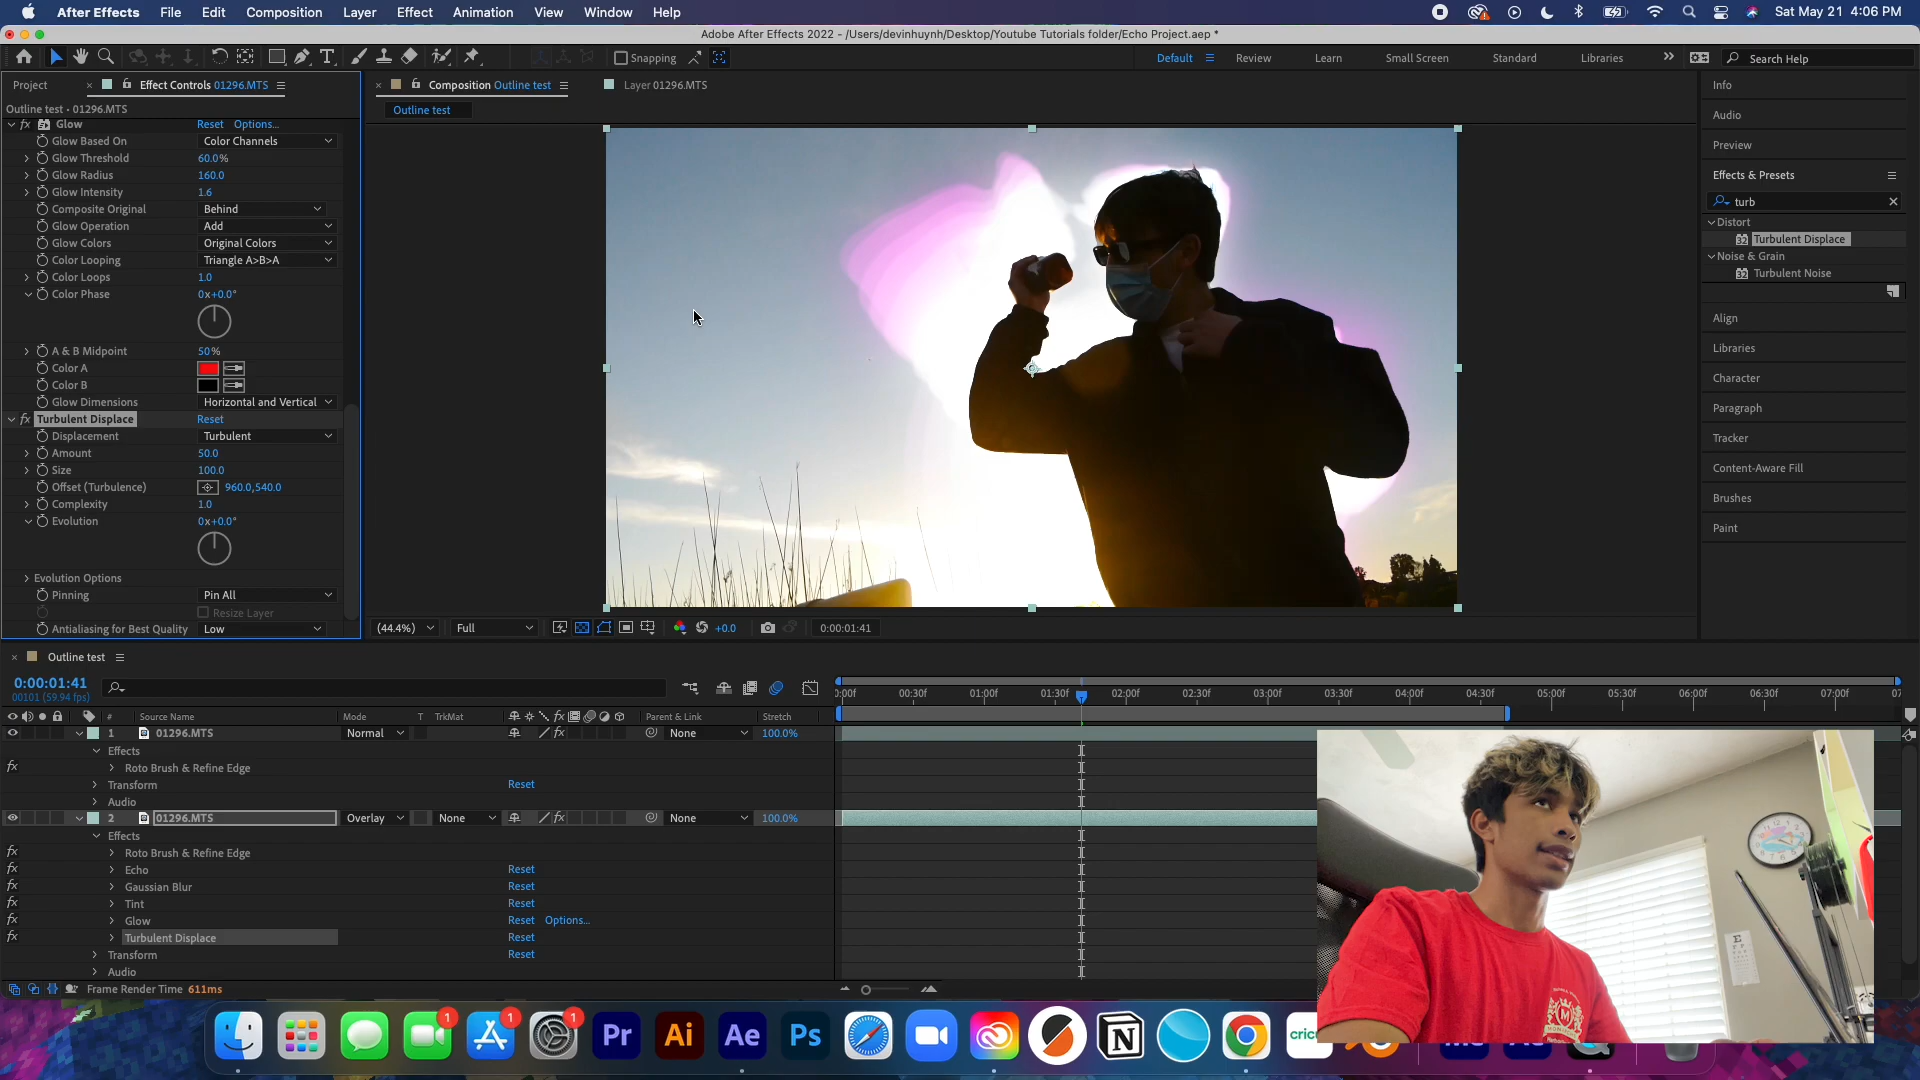 After Effects File Edit Composition Layer Effect Animation View Window Help Sat May 21 4:06 PM
Adobe After Effects 2022 - /Users/devinhuynh/Desktop/Youtube Tutorials folder/Echo Project.aep *
Snapping Default Review Learn Small Screen Standard Libraries Search Help
Project Effect Controls 01296.MTS Composition Outline test Layer 01296.MTS Info
Outline test • 01296.MTS Outline test
Glow Reset Options... Audio
Glow Based On Color Channels Preview
Glow Threshold 60.0%
Glow Radius 160.0 Effects & Presets
Glow Intensity 1.6 turb
Composite Original Behind
Glow Operation Add Distort
Glow Colors Original Colors 32 Turbulent Displace
Color Looping Triangle A>B>A Noise & Grain
Color Loops 1.0 32 Turbulent Noise
Color Phase 0x+0.0°
Align
A & B Midpoint 50% Libraries
Color A Character
Color B
Glow Dimensions Horizontal and Vertical Paragraph
Turbulent Displace Reset
Displacement Turbulent Tracker
Amount 50.0
Size 100.0 Content-Aware Fill
Offset (Turbulence) 960.0,540.0
Complexity 1.0 Brushes
Evolution 0x+0.0° Paint
Evolution Options
Pinning Pin All
Resize Layer
Antialiasing for Best Quality Low (44.4%) Full +0.0 0:00:01:41
Outline test
0:00:01:41
00101 (59.94 fps)
0:00f 00:30f 01:00f 01:30f 02:00f 02:30f 03:00f 03:30f 04:00f 04:30f 05:00f 05:30f 06:00f 06:30f 07:00f 07
# Source Name Mode T TrkMat Parent & Link Stretch
1 01296.MTS Normal None 100.0%
Effects
Roto Brush & Refine Edge
Transform Reset
Audio
2 01296.MTS Overlay None None 100.0%
Effects
Roto Brush & Refine Edge
Echo Reset
Gaussian Blur Reset
Tint Reset
Glow Reset Options...
Turbulent Displace Reset
Transform Reset
Audio
Frame Render Time 611ms
1 1 1
Pr Ai Ae Ps cric